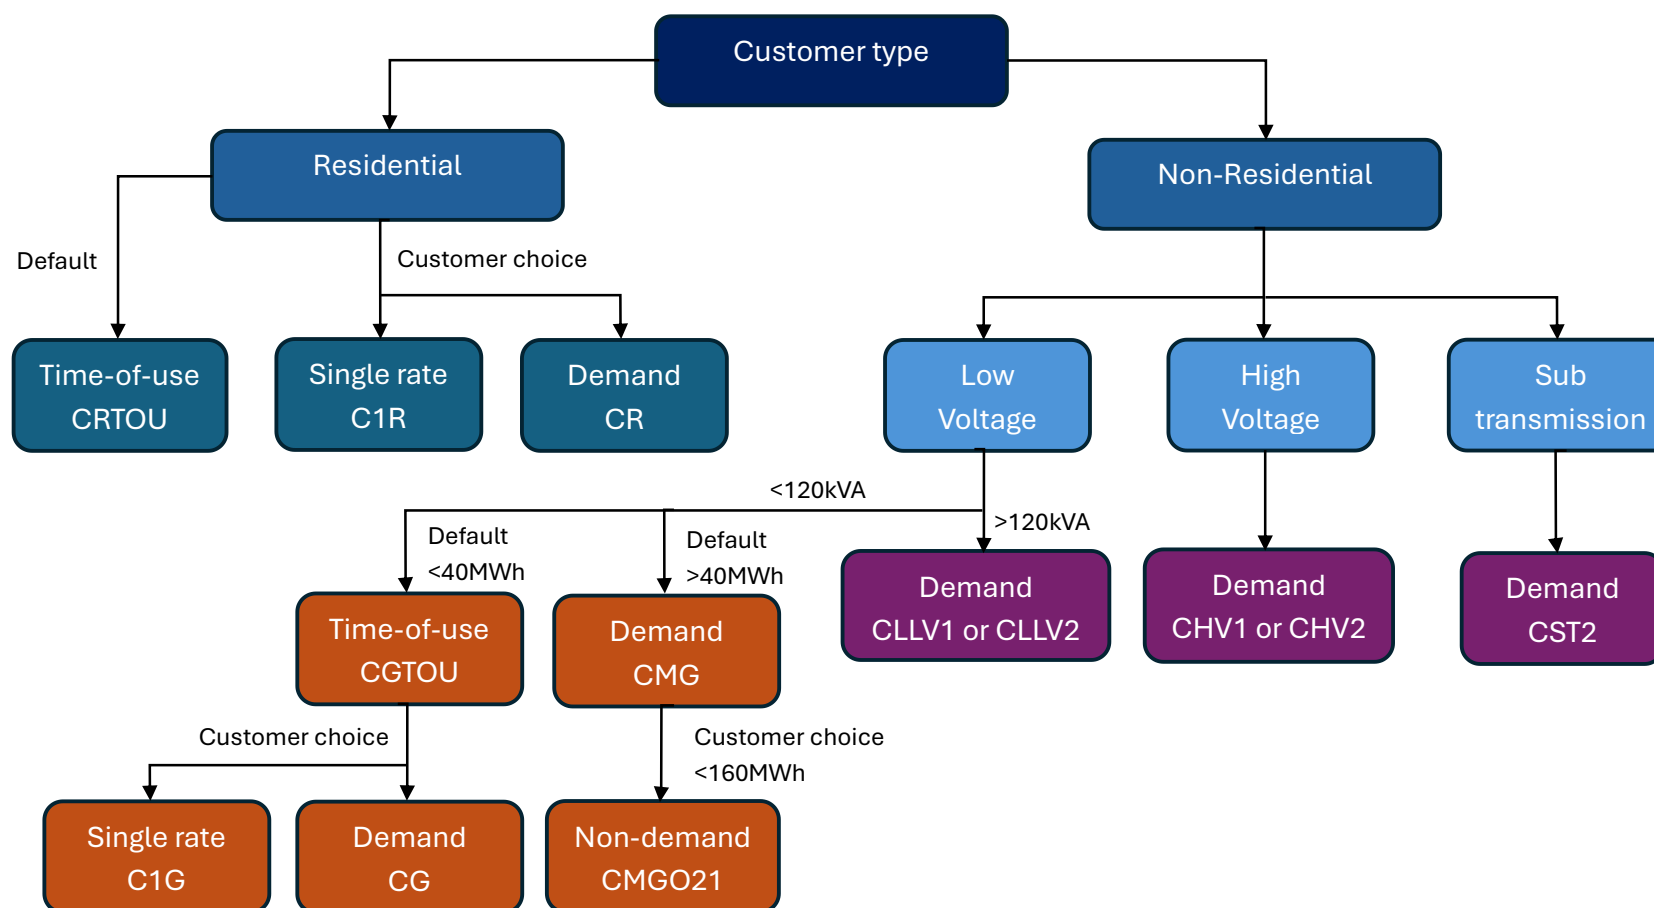 Customer type
Residential
Non-Residential
Default
Customer choice
Time-of-use
CRTOU
Single rate
C1R
Demand
CR
Low
Voltage
High
Voltage
Sub
transmission
<120kVA
>120kVA
Default
<40MWh
Default
>40MWh
Time-of-use
CGTOU
Demand
CMG
Demand
CLLV1 or CLLV2
Demand
CHV1 or CHV2
Demand
CST2
Customer choice
Customer choice
<160MWh
Single rate
C1G
Demand
CG
Non-demand
CMGO21